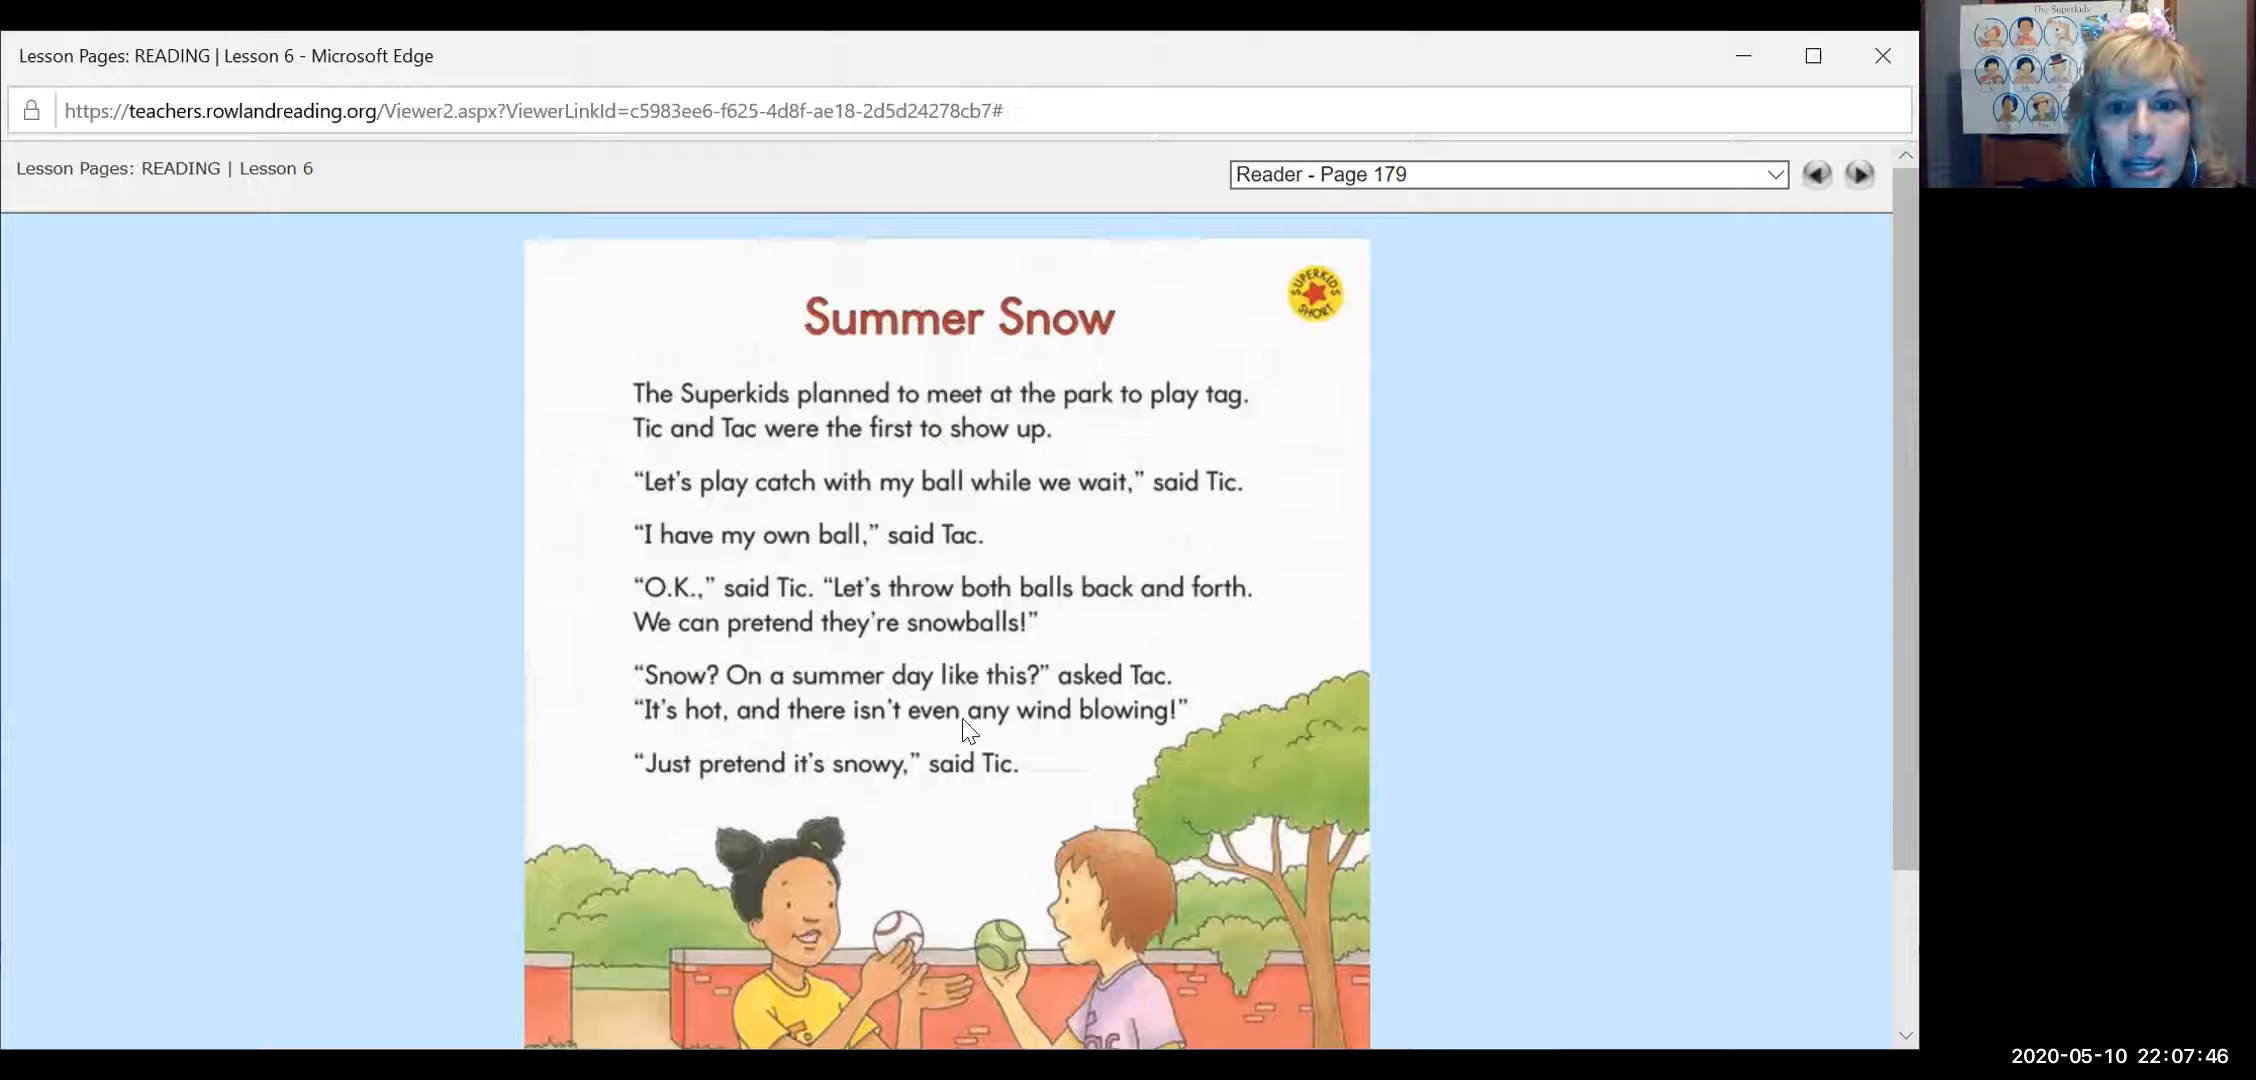 Lesson Pages: READING | Lesson 6 - Microsoft Edge
https://teachers.rowlandreading.org/Viewer2.aspx?ViewerLinkId=c5983ee6-f625-4d8f-ae18-2d5d24278cb7#
Lesson Pages: READING | Lesson 6
Reader - Page 179
The Superkids
SUPERKIDS
SHORT
Summer Snow
The Superkids planned to meet at the park to play tag.
Tic and Tac were the first to show up.
“Let’s play catch with my ball while we wait,” said Tic.
“I have my own ball,” said Tac.
“O.K.,” said Tic. “Let’s throw both balls back and forth.
We can pretend they’re snowballs!”
“Snow? On a summer day like this?” asked Tac.
“It’s hot, and there isn’t even any wind blowing!”
“Just pretend it’s snowy,” said Tic.
2020-05-10 22:07:46